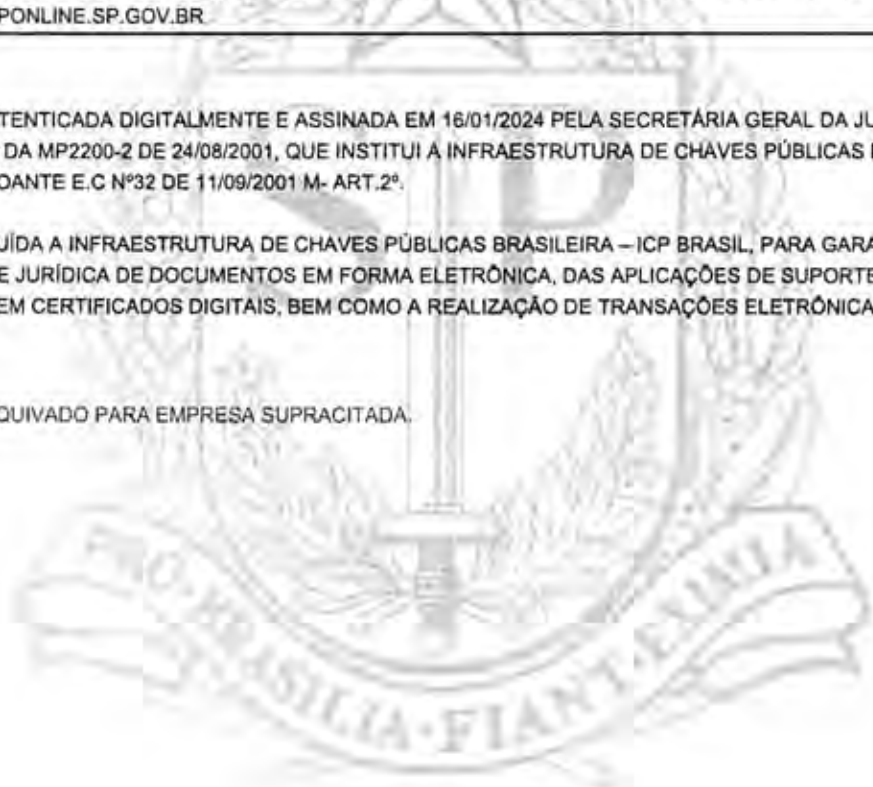 PONLINE.SP.GOV.BR
TENTICADA DIGITALMENTE E ASSINADA EM 16/01/2024 PELA SECRETÁRIA GERAL DA JU
DA MP2200-2 DE 24/08/2001, QUE INSTITUI A INFRAESTRUTURA DE CHAVES PÚBLICAS
OANTE E.C Nº32 DE 11/09/2001 M- ART.2º.
UÍDA A INFRAESTRUTURA DE CHAVES PÚBLICAS BRASILEIRA – ICP BRASIL, PARA GARA
E JURÍDICA DE DOCUMENTOS EM FORMA ELETRÔNICA, DAS APLICAÇÕES DE SUPORTE
EM CERTIFICADOS DIGITAIS, BEM COMO A REALIZAÇÃO DE TRANSAÇÕES ELETRÔNICA
QUIVADO PARA EMPRESA SUPRACITADA.
SP
PRO·BRASILIA·FIANT·EXIMIA